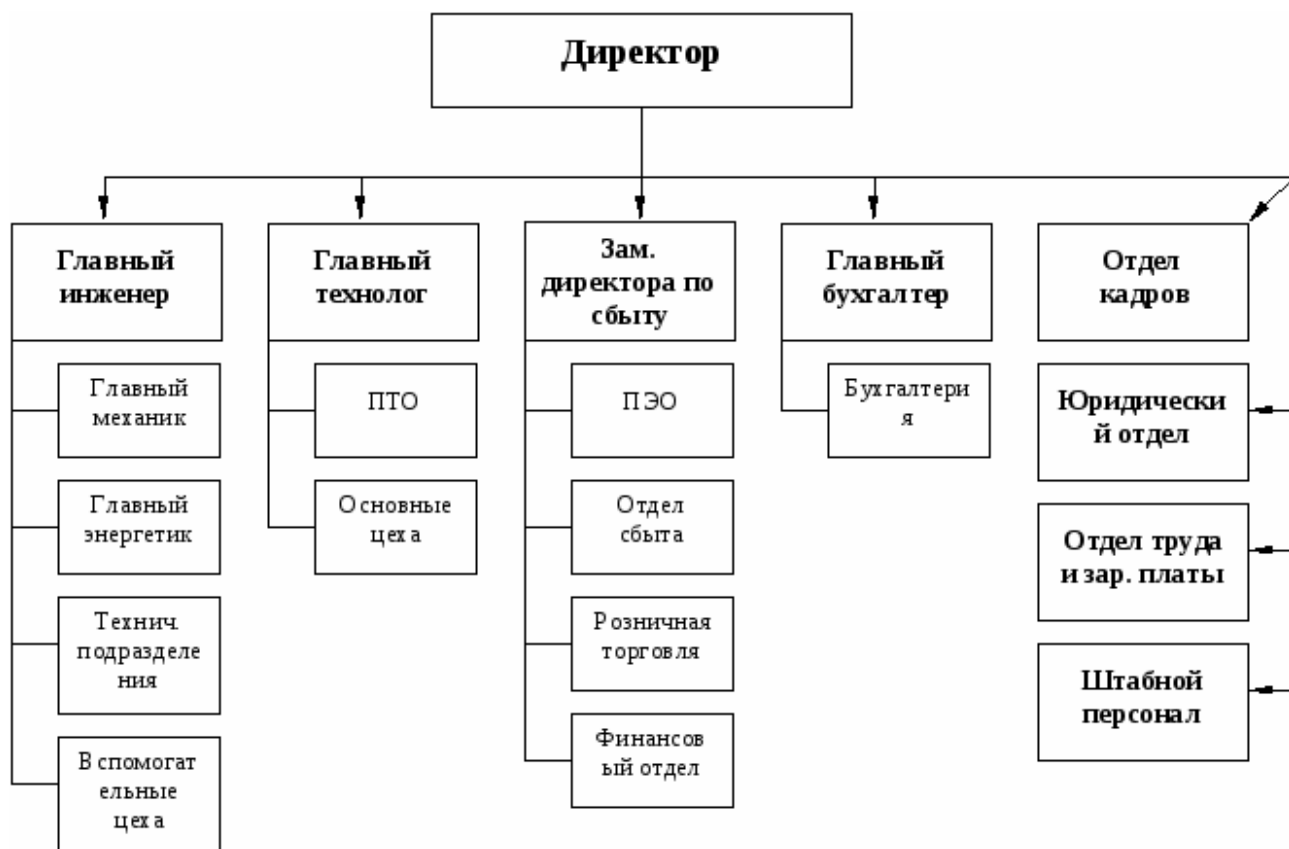 Директор
Главный
инженер
Главный
механик
Главный
энергетик
Технич.
подразделе
ния
Вспомогат
ельные
цеха
Главный
технолог
ПТО
Основные
цеха
Зам.
директора по
сбыту
ПЭО
Отдел
сбыта
Розничная
торговля
Финансов
ый отдел
Главный
бухгалтер
Бухгалтери
я
Отдел
кадров
Юридически
й отдел
Отдел труда
и зар. платы
Штабной
персонал